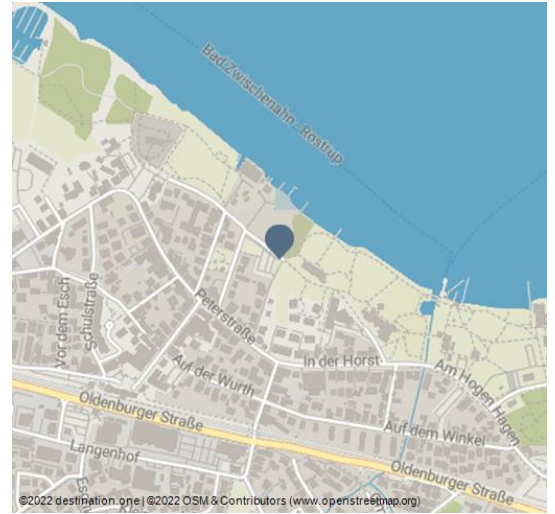 Bad Zwischenahn - Rostrup
Vor dem Esch
Schulstraße
Peterstraße
In der Horst
Auf der Wurth
Am Hogen Hagen
Oldenburger Straße
Auf dem Winkel
Langenhof
Oldenburger Straße
Es
©2022 destination.one | ©2022 OSM & Contributors (www.openstreetmap.org)